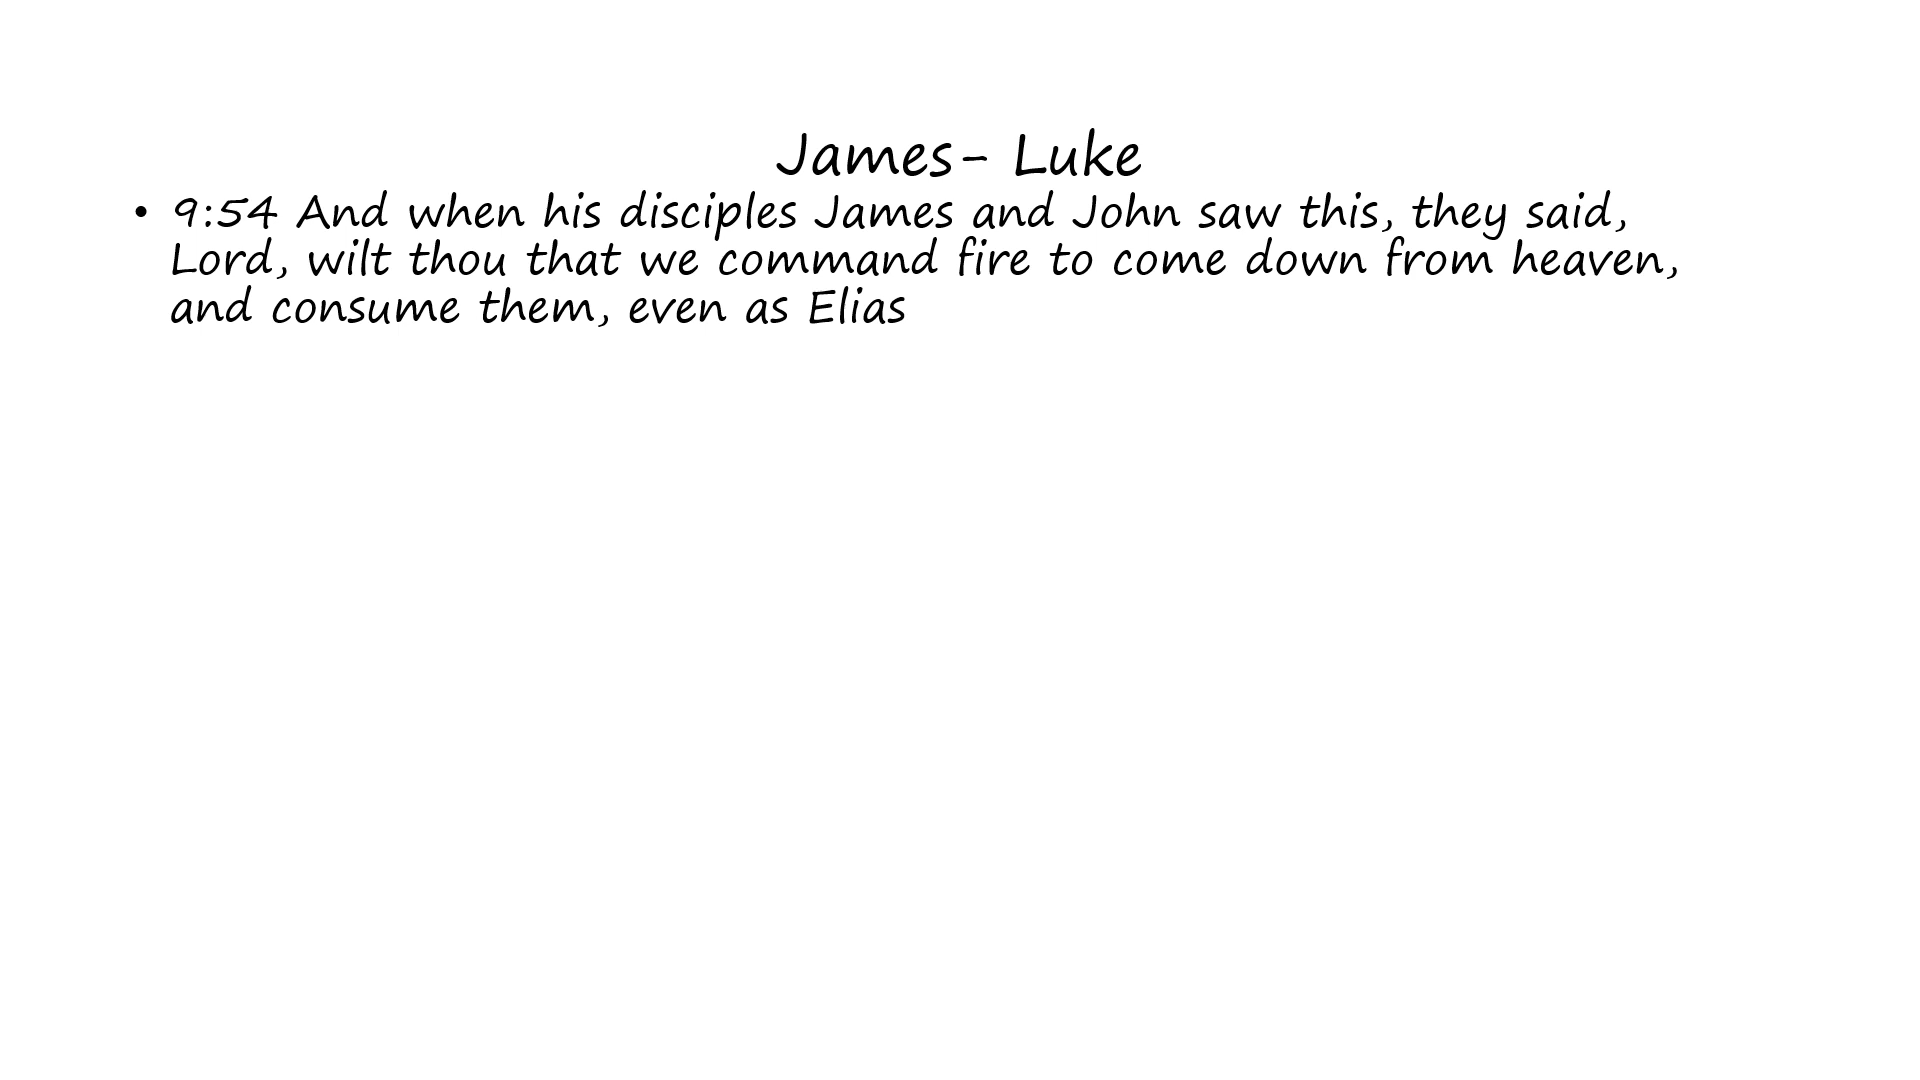 James- Luke
• 9:54 And when his disciples James and John saw this, they said,
Lord, wilt thou that we command fire to come down from heaven,
and consume them, even as Elias